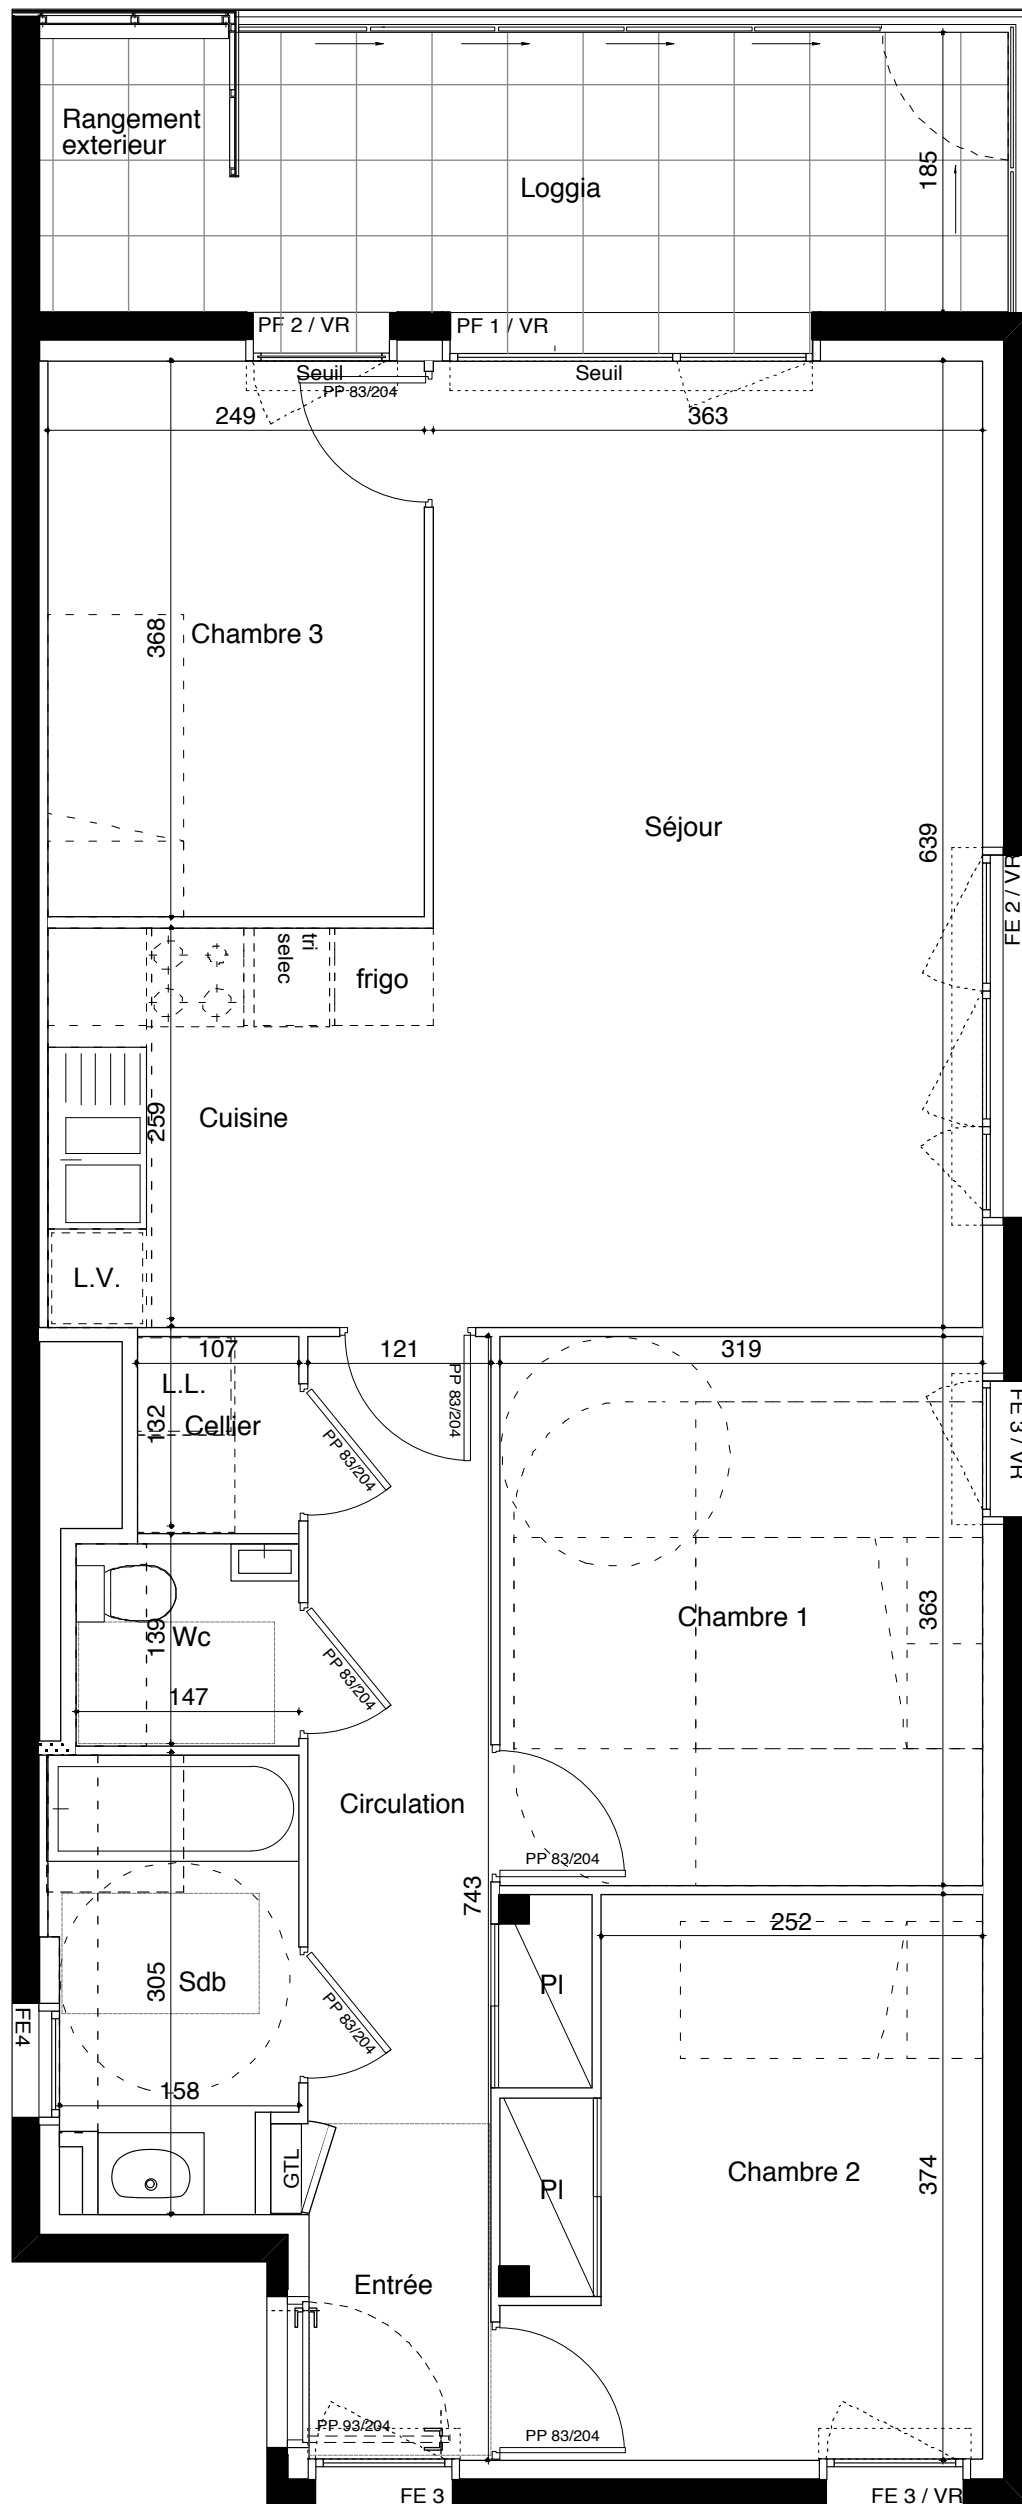 Rangement
exterieur
Loggia
185
PF 2 / VR
PF 1 / VR
Seuil
Seuil
PP 83/204
249
363
368
Chambre 3
Séjour
639
FE 2 / VR
tri
selec
frigo
259
Cuisine
L.V.
107
121
319
L.L.
132
Cellier
PP 83/204
PP 83/204
FE 3 / VR
Chambre 1
363
139
Wc
PP 83/204
147
Circulation
743
PP 83/204
252
Pl
305
Sdb
PP 83/204
FE4
158
GTL
Pl
Chambre 2
374
Entrée
PP 93/204
PP 83/204
FE 3
FE 3 / VR